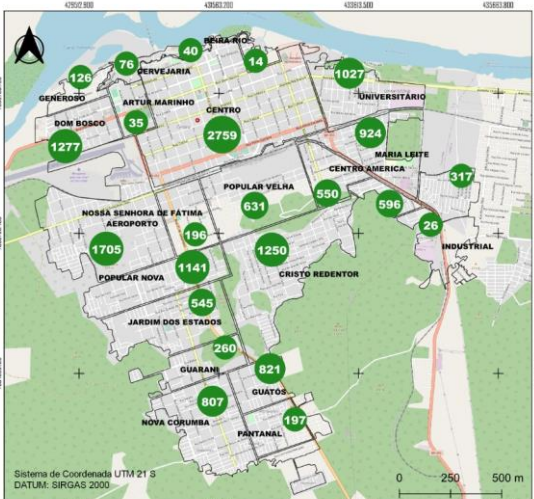 BEIRA RIO
40
76
14
126
CERVEJARIA
1027
GENEROSO
ARTUR MARINHO
UNIVERSITÁRIO
DOM BOSCO
35
CENTRO
2759
924
1277
MARIA LEITE
CENTRO AMERICA
317
POPULAR VELHA
550
596
631
NOSSA SENHORA DE FÁTIMA
AEROPORTO
196
26
1705
1250
INDUSTRIAL
1141
POPULAR NOVA
CRISTO REDENTOR
545
JARDIM DOS ESTADOS
260
GUARANI
821
GUATÓS
807
197
NOVA CORUMBA
PANTANAL
Sistema de Coordenada UTM 21 S
DATUM: SIRGAS 2000
0 250 500 m